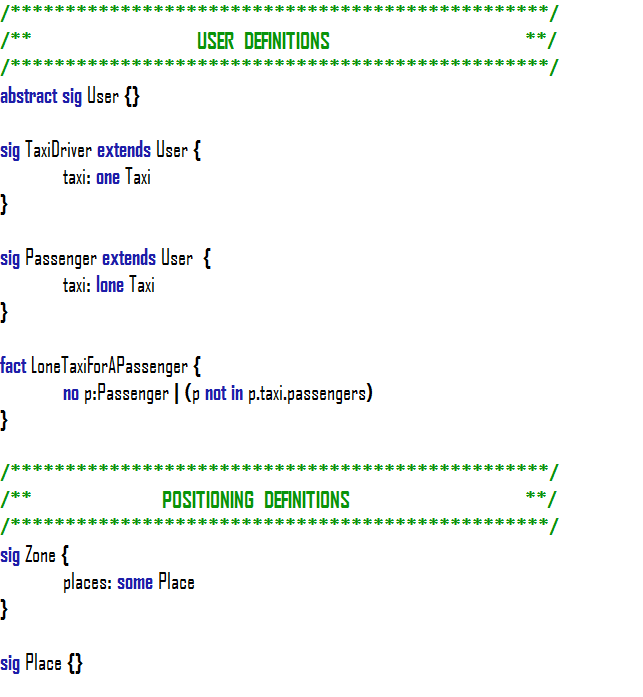 /*************************************************/
/** USER DEFINITIONS **/
/*************************************************/
abstract sig User {}
sig TaxiDriver extends User {
taxi: one Taxi
}
sig Passenger extends User {
taxi: lone Taxi
}
fact LoneTaxiForAPassenger {
no p:Passenger | (p not in p.taxi.passengers)
}
/*************************************************/
/** POSITIONING DEFINITIONS **/
/*************************************************/
sig Zone {
places: some Place
}
sig Place {}